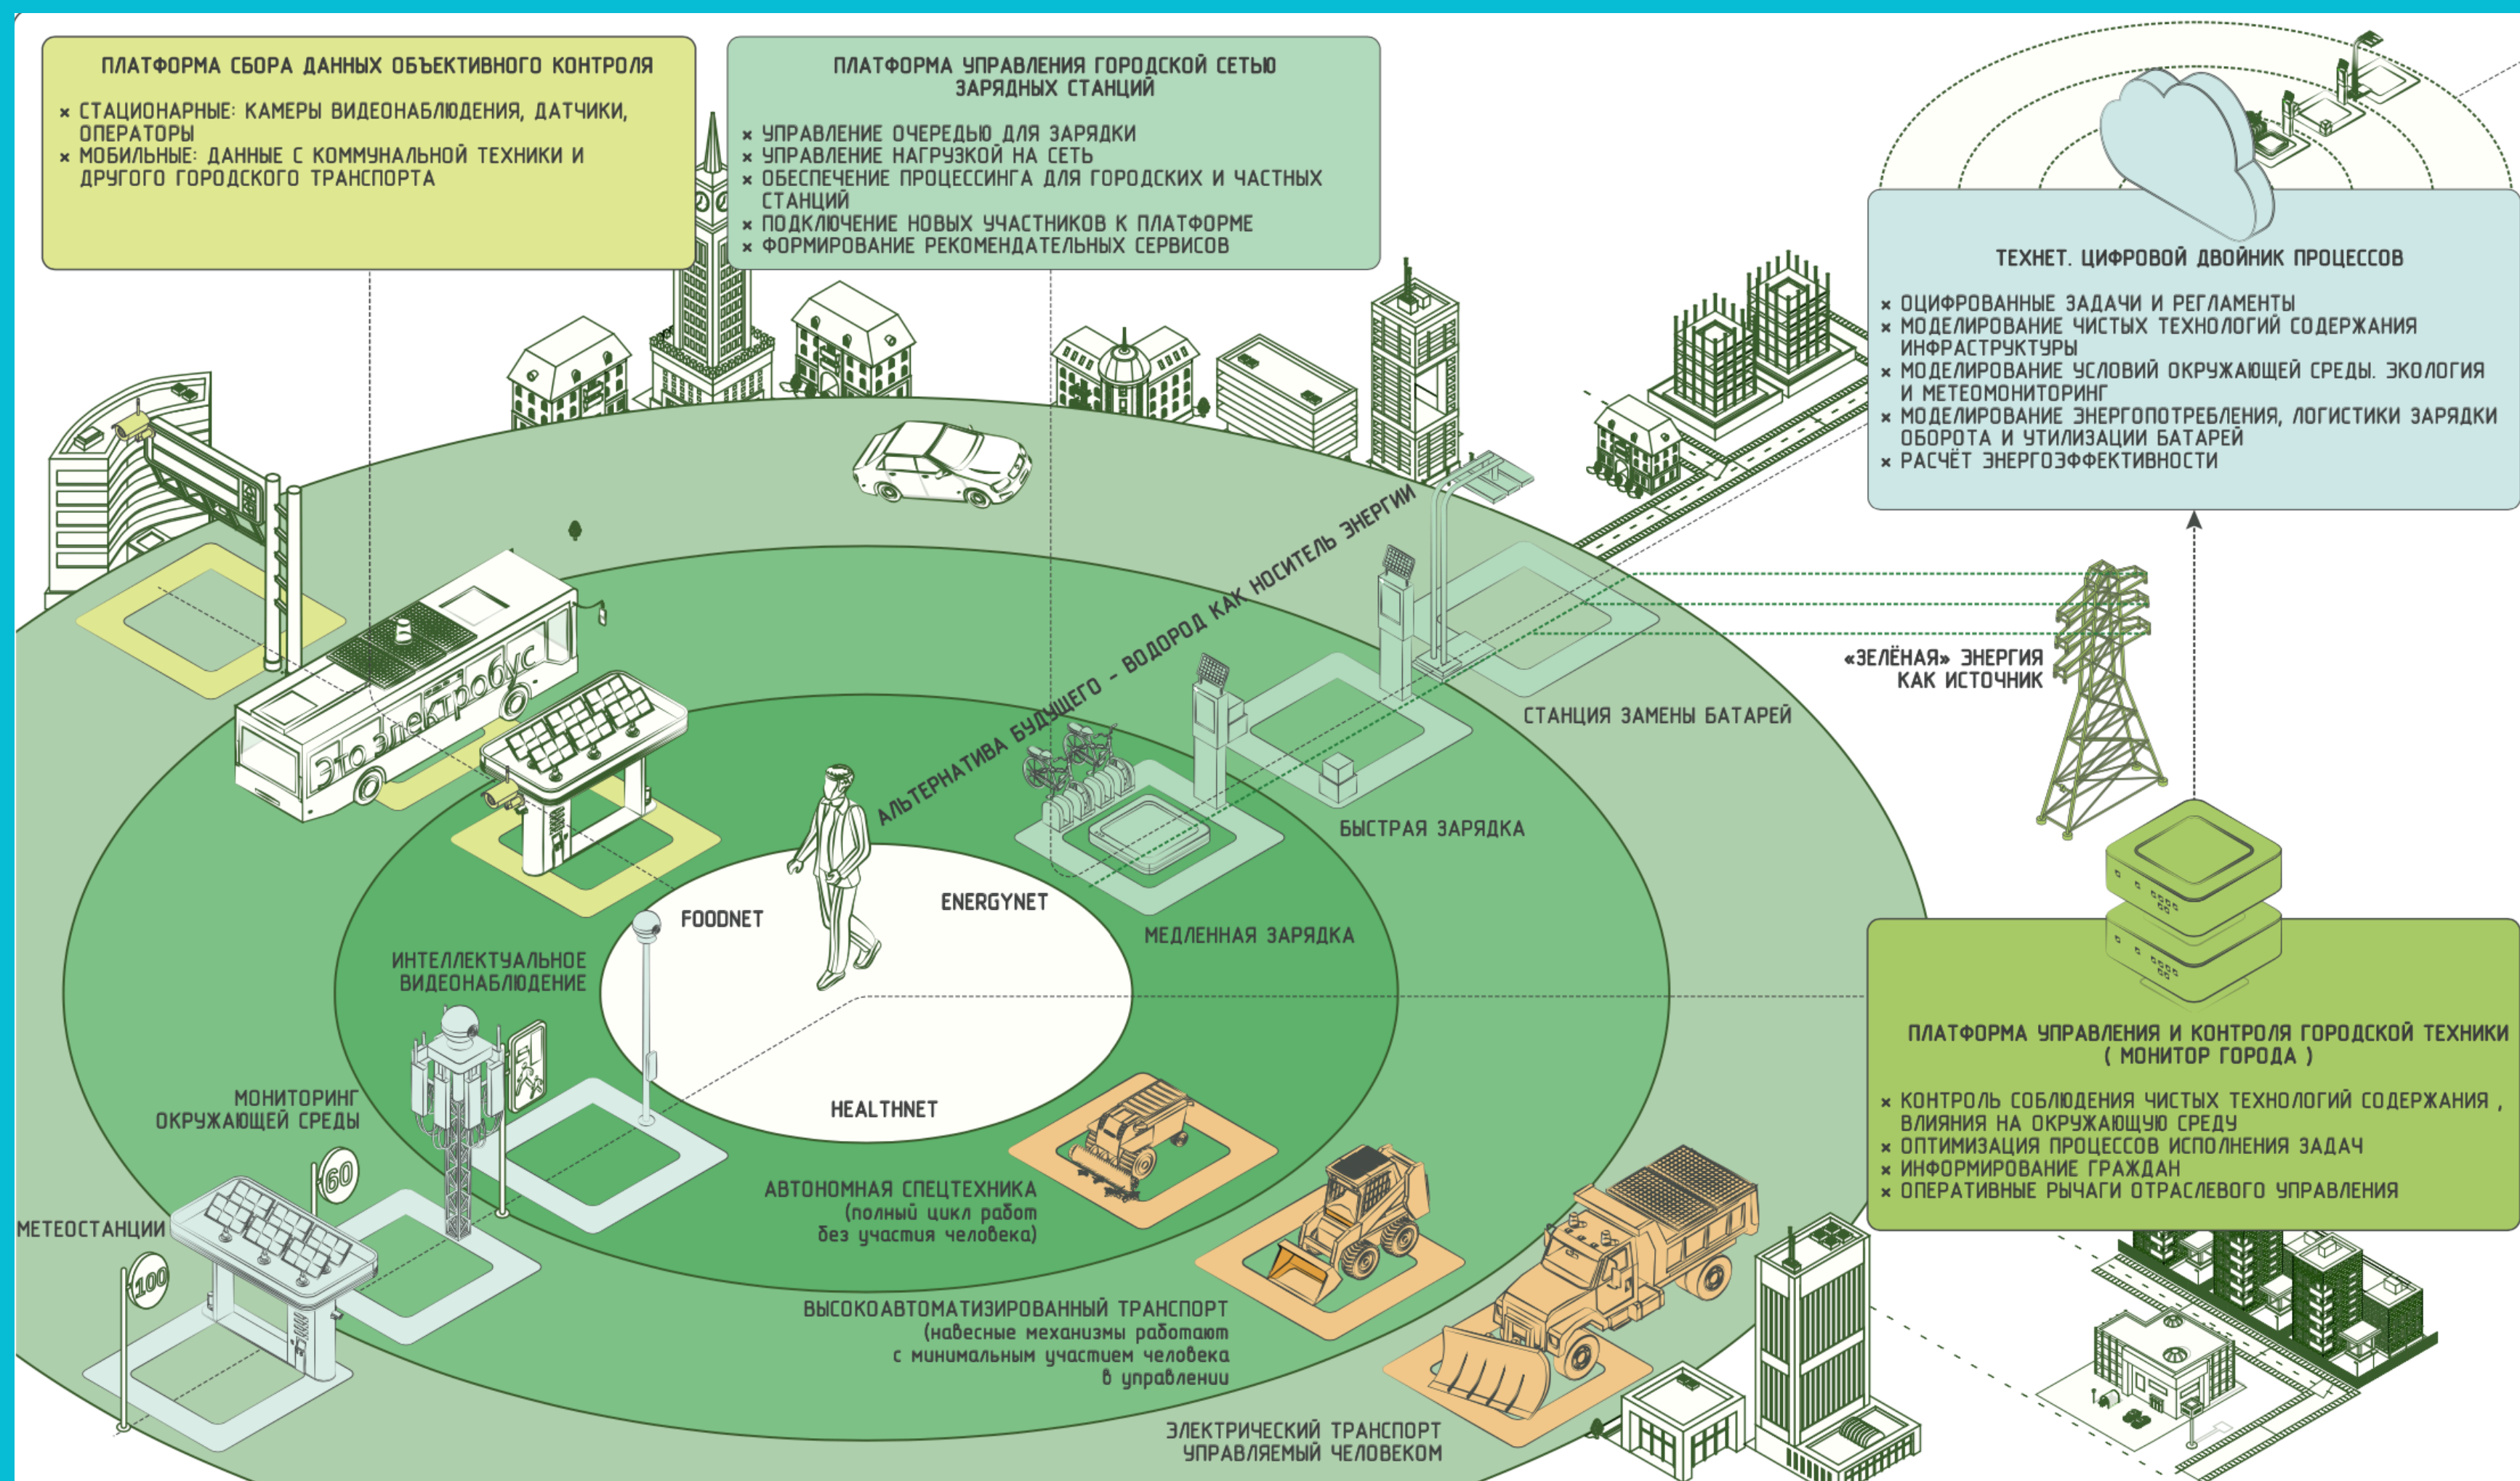 ПЛАТФОРМА СБОРА ДАННЫХ ОБЪЕКТИВНОГО КОНТРОЛЯ
× СТАЦИОНАРНЫЕ: КАМЕРЫ ВИДЕОНАБЛЮДЕНИЯ, ДАТЧИКИ,
ОПЕРАТОРЫ
× МОБИЛЬНЫЕ: ДАННЫЕ С КОММУНАЛЬНОЙ ТЕХНИКИ И
ДРУГОГО ГОРОДСКОГО ТРАНСПОРТА
ПЛАТФОРМА УПРАВЛЕНИЯ ГОРОДСКОЙ СЕТЬЮ
ЗАРЯДНЫХ СТАНЦИЙ
× УПРАВЛЕНИЕ ОЧЕРЕДЬЮ ДЛЯ ЗАРЯДКИ
× УПРАВЛЕНИЕ НАГРУЗКОЙ НА СЕТЬ
× ОБЕСПЕЧЕНИЕ ПРОЦЕССИНГА ДЛЯ ГОРОДСКИХ И ЧАСТНЫХ
СТАНЦИЙ
× ПОДКЛЮЧЕНИЕ НОВЫХ УЧАСТНИКОВ К ПЛАТФОРМЕ
× ФОРМИРОВАНИЕ РЕКОМЕНДАТЕЛЬНЫХ СЕРВИСОВ
ТЕХНЕТ. ЦИФРОВОЙ ДВОЙНИК ПРОЦЕССОВ
× ОЦИФРОВАННЫЕ ЗАДАЧИ И РЕГЛАМЕНТЫ
× МОДЕЛИРОВАНИЕ ЧИСТЫХ ТЕХНОЛОГИЙ СОДЕРЖАНИЯ
ИНФРАСТРУКТУРЫ
× МОДЕЛИРОВАНИЕ УСЛОВИЙ ОКРУЖАЮЩЕЙ СРЕДЫ. ЭКОЛОГИЯ
И МЕТЕОМОНИТОРИНГ
× МОДЕЛИРОВАНИЕ ЭНЕРГОПОТРЕБЛЕНИЯ, ЛОГИСТИКИ ЗАРЯДКИ
ОБОРОТА И УТИЛИЗАЦИИ БАТАРЕЙ
× РАСЧЁТ ЭНЕРГОЭФФЕКТИВНОСТИ
АЛЬТЕРНАТИВА БУДУЩЕГО - ВОДОРОД КАК НОСИТЕЛЬ ЭНЕРГИИ
Это электробус
«ЗЕЛЁНАЯ» ЭНЕРГИЯ
КАК ИСТОЧНИК
СТАНЦИЯ ЗАМЕНЫ БАТАРЕЙ
БЫСТРАЯ ЗАРЯДКА
МЕДЛЕННАЯ ЗАРЯДКА
FOODNET
ENERGYNET
HEALTHNET
ИНТЕЛЛЕКТУАЛЬНОЕ
ВИДЕОНАБЛЮДЕНИЕ
МОНИТОРИНГ
ОКРУЖАЮЩЕЙ СРЕДЫ
60
МЕТЕОСТАНЦИИ
100
АВТОНОМНАЯ СПЕЦТЕХНИКА
(полный цикл работ
без участия человека)
ВЫСОКОАВТОМАТИЗИРОВАННЫЙ ТРАНСПОРТ
(навесные механизмы работают
с минимальным участием человека
в управлении
ЭЛЕКТРИЧЕСКИЙ ТРАНСПОРТ
УПРАВЛЯЕМЫЙ ЧЕЛОВЕКОМ
ПЛАТФОРМА УПРАВЛЕНИЯ И КОНТРОЛЯ ГОРОДСКОЙ ТЕХНИКИ
( МОНИТОР ГОРОДА )
× КОНТРОЛЬ СОБЛЮДЕНИЯ ЧИСТЫХ ТЕХНОЛОГИЙ СОДЕРЖАНИЯ ,
ВЛИЯНИЯ НА ОКРУЖАЮЩУЮ СРЕДУ
× ОПТИМИЗАЦИЯ ПРОЦЕССОВ ИСПОЛНЕНИЯ ЗАДАЧ
× ИНФОРМИРОВАНИЕ ГРАЖДАН
× ОПЕРАТИВНЫЕ РЫЧАГИ ОТРАСЛЕВОГО УПРАВЛЕНИЯ